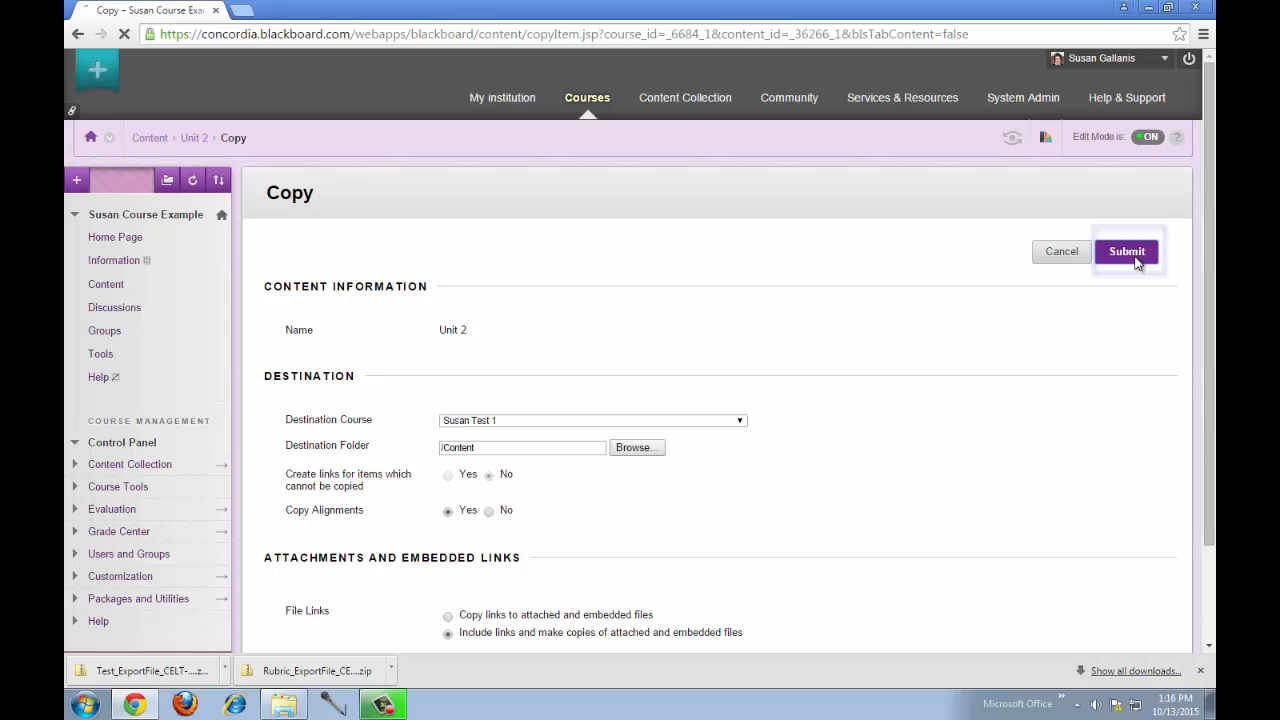 Copy – Susan Course Exar
https://concordia.blackboard.com/webapps/blackboard/content/copyItem.jsp?course_id=_6684_1&content_id=_36266_1&blsTabContent=false
Susan Gallanis
My institution
Courses
Content Collection
Community
Services & Resources
System Admin
Help & Support
Content > Unit 2 > Copy
Edit Mode is: ON ?
Copy
Susan Course Example
Home Page
Information
Content
Discussions
Groups
Tools
Help
COURSE MANAGEMENT
Control Panel
Content Collection
Course Tools
Evaluation
Grade Center
Users and Groups
Customization
Packages and Utilities
Help
Cancel
Submit
CONTENT INFORMATION
Name Unit 2
DESTINATION
Destination Course Susan Test 1
Destination Folder /Content Browse...
Create links for items which
cannot be copied
Yes No
Copy Alignments Yes No
ATTACHMENTS AND EMBEDDED LINKS
File Links Copy links to attached and embedded files
Include links and make copies of attached and embedded files
Test_ExportFile_CELT-....z...
Rubric_ExportFile_CE....zip
Show all downloads...
Microsoft Office
1:16 PM
10/13/2015